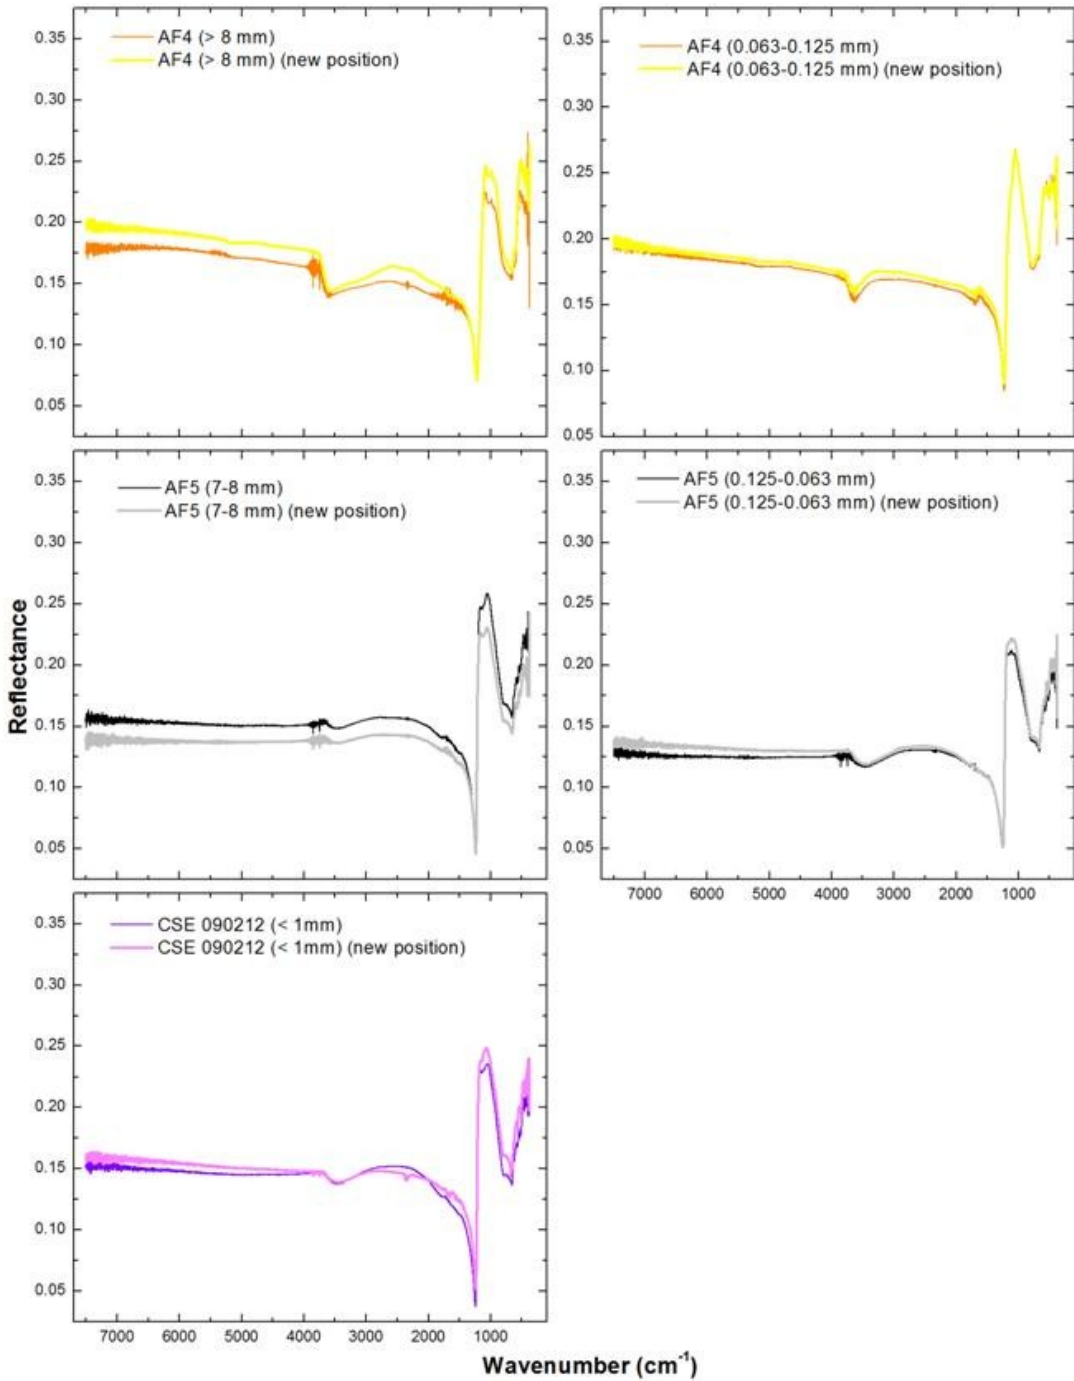 AF4 (> 8 mm)
AF4 (> 8 mm) (new position)
0.35
0.30
0.25
0.20
0.15
0.10
0.05
AF4 (0.063-0.125 mm)
AF4 (0.063-0.125 mm) (new position)
0.35
0.30
0.25
0.20
0.15
0.10
0.05
AF5 (7-8 mm)
AF5 (7-8 mm) (new position)
0.35
0.30
0.25
0.20
0.15
0.10
0.05
AF5 (0.125-0.063 mm)
AF5 (0.125-0.063 mm) (new position)
0.35
0.30
0.25
0.20
0.15
0.10
0.05
7000 6000 5000 4000 3000 2000 1000
Reflectance
CSE 090212 (< 1mm)
CSE 090212 (< 1mm) (new position)
0.35
0.30
0.25
0.20
0.15
0.10
0.05
7000 6000 5000 4000 3000 2000 1000
Wavenumber (cm⁻¹)